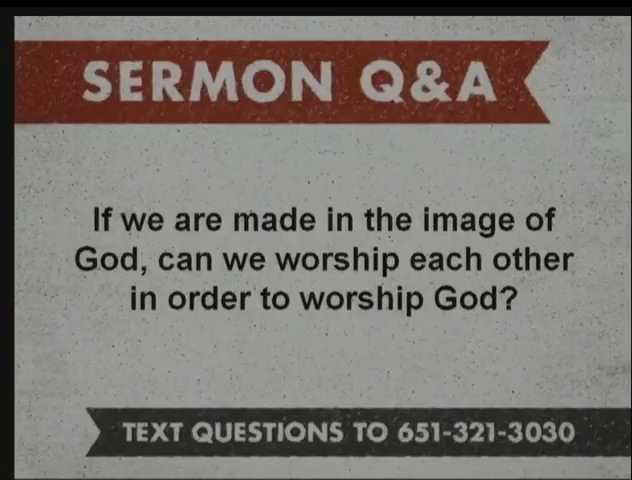 SERMON Q&A
If we are made in the image of
God, can we worship each other
in order to worship God?
TEXT QUESTIONS TO 651-321-3030